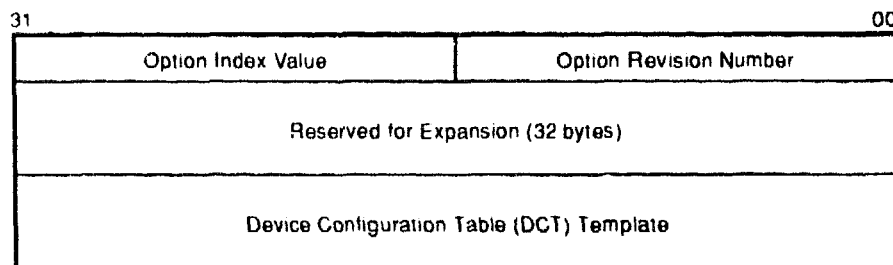 31 00
Option Index Value Option Revision Number
Reserved for Expansion (32 bytes)
Device Configuration Table (DCT) Template